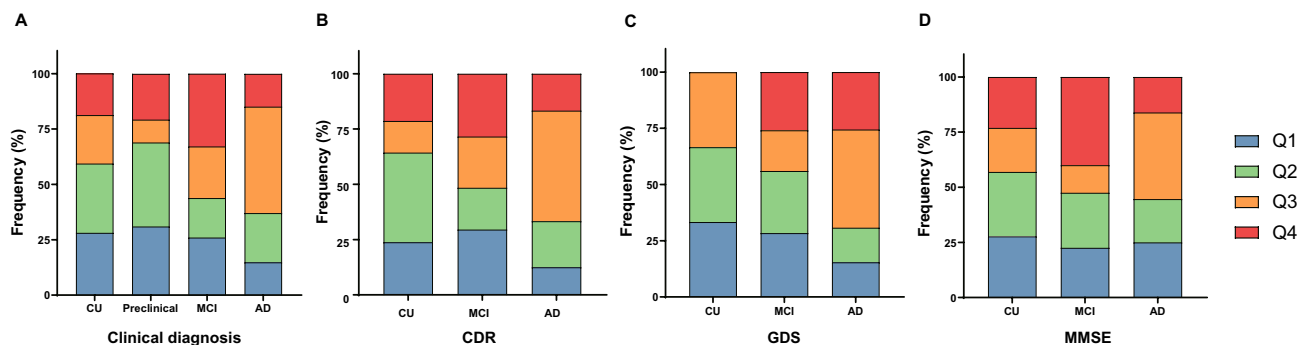 A
Frequency (%)
100
75
50
25
0
CU
Preclinical
MCI
AD
Clinical diagnosis
B
Frequency (%)
100
75
50
25
0
CU
MCI
AD
CDR
C
Frequency (%)
100
75
50
25
0
CU
MCI
AD
GDS
D
Frequency (%)
100
75
50
25
0
CU
MCI
AD
MMSE
Q1
Q2
Q3
Q4